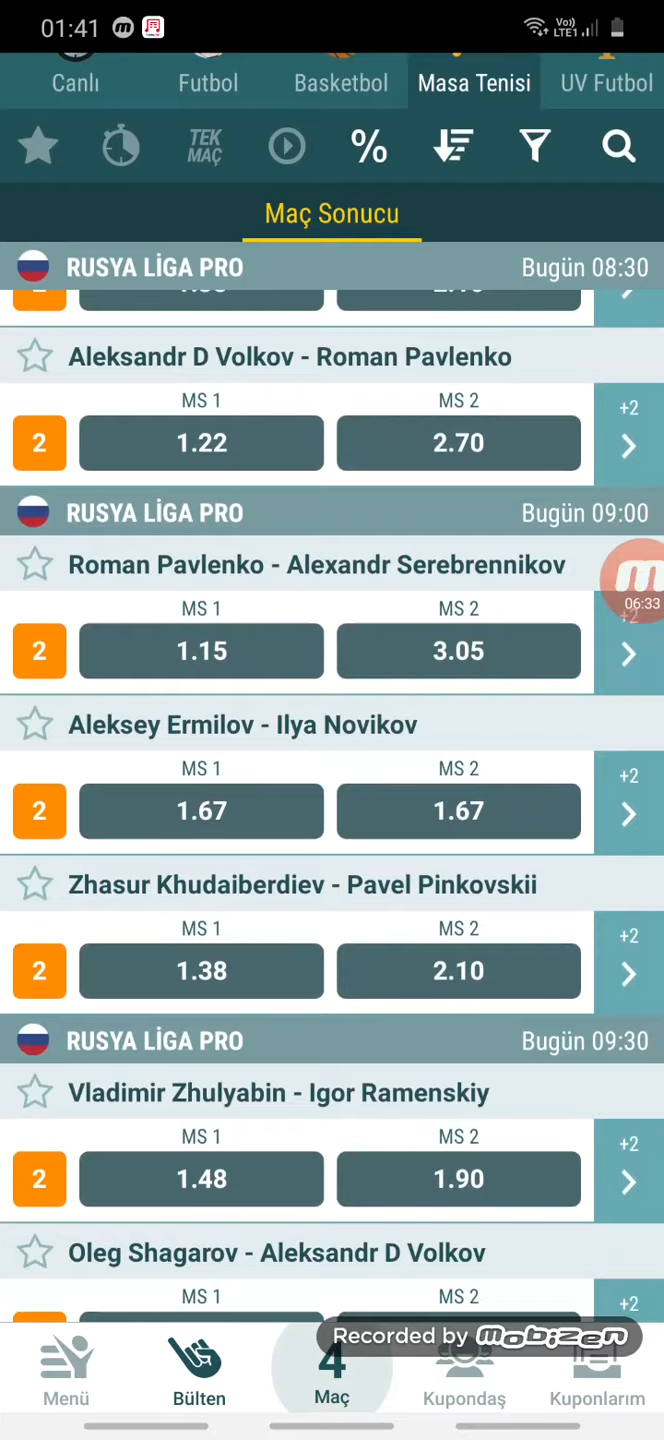 01:41
Vo)) LTE1
Canlı Futbol Basketbol Masa Tenisi UV Futbol
TEK MAÇ %
Maç Sonucu
RUSYA LİGA PRO Bugün 08:30
Aleksandr D Volkov - Roman Pavlenko
MS 1 MS 2 +2
2 1.22 2.70
RUSYA LİGA PRO Bugün 09:00
Roman Pavlenko - Alexandr Serebrennikov
06:33
MS 1 MS 2 +2
2 1.15 3.05
Aleksey Ermilov - Ilya Novikov
MS 1 MS 2 +2
2 1.67 1.67
Zhasur Khudaiberdiev - Pavel Pinkovskii
MS 1 MS 2 +2
2 1.38 2.10
RUSYA LİGA PRO Bugün 09:30
Vladimir Zhulyabin - Igor Ramenskiy
MS 1 MS 2 +2
2 1.48 1.90
Oleg Shagarov - Aleksandr D Volkov
MS 1 MS 2 +2
Recorded by mobizen
4
Menü Bülten Maç Kupondaş Kuponlarım